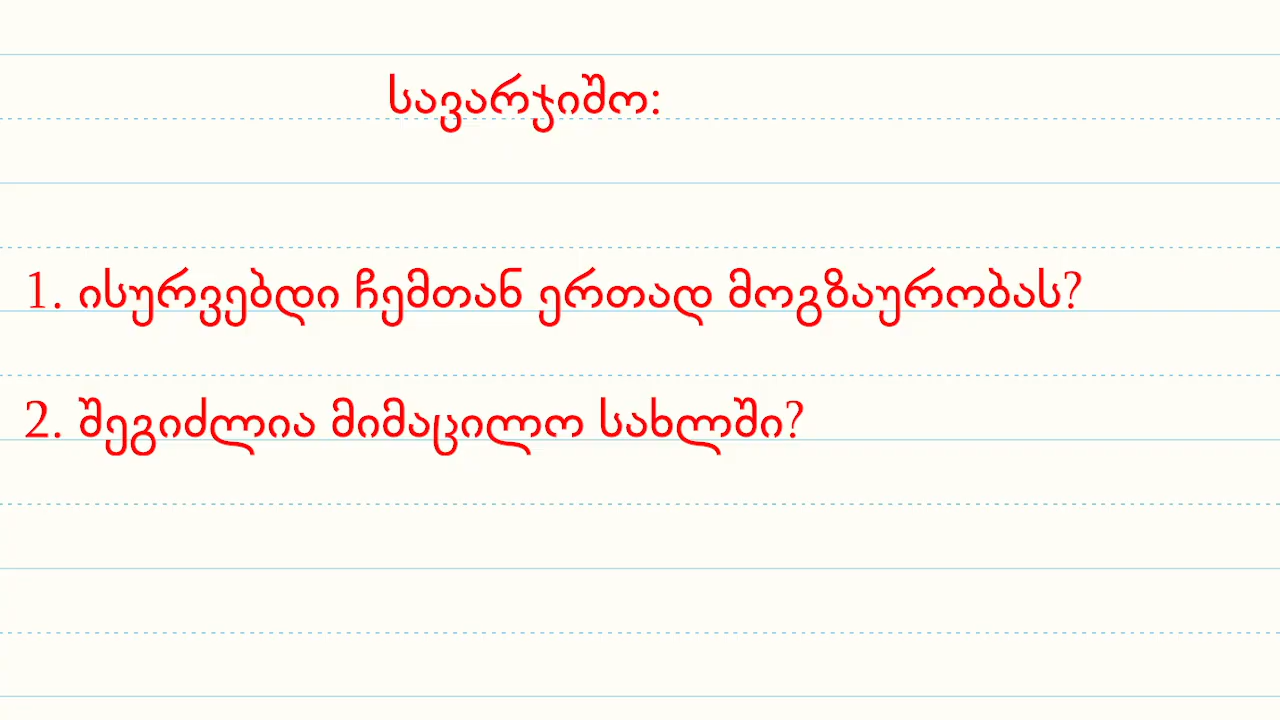 სავარჯიშო:
1. ისურვებდი ჩემთან ერთად მოგზაურობას?
2. შეგიძლია მიმაცილო სახლში?